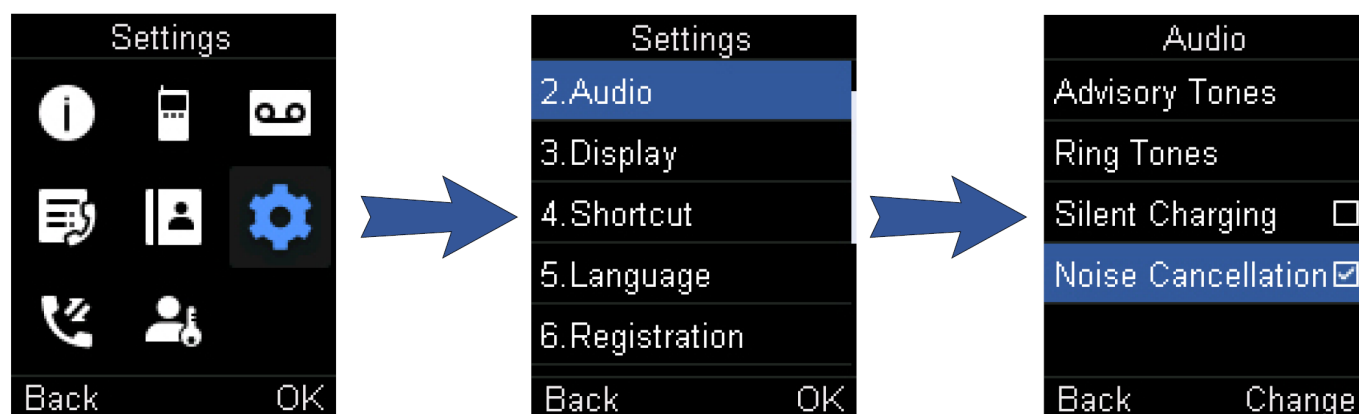 Settings
Back OK
Settings
2.Audio
3.Display
4.Shortcut
5.Language
6.Registration
Back OK
Audio
Advisory Tones
Ring Tones
Silent Charging
Noise Cancellation
Back Change